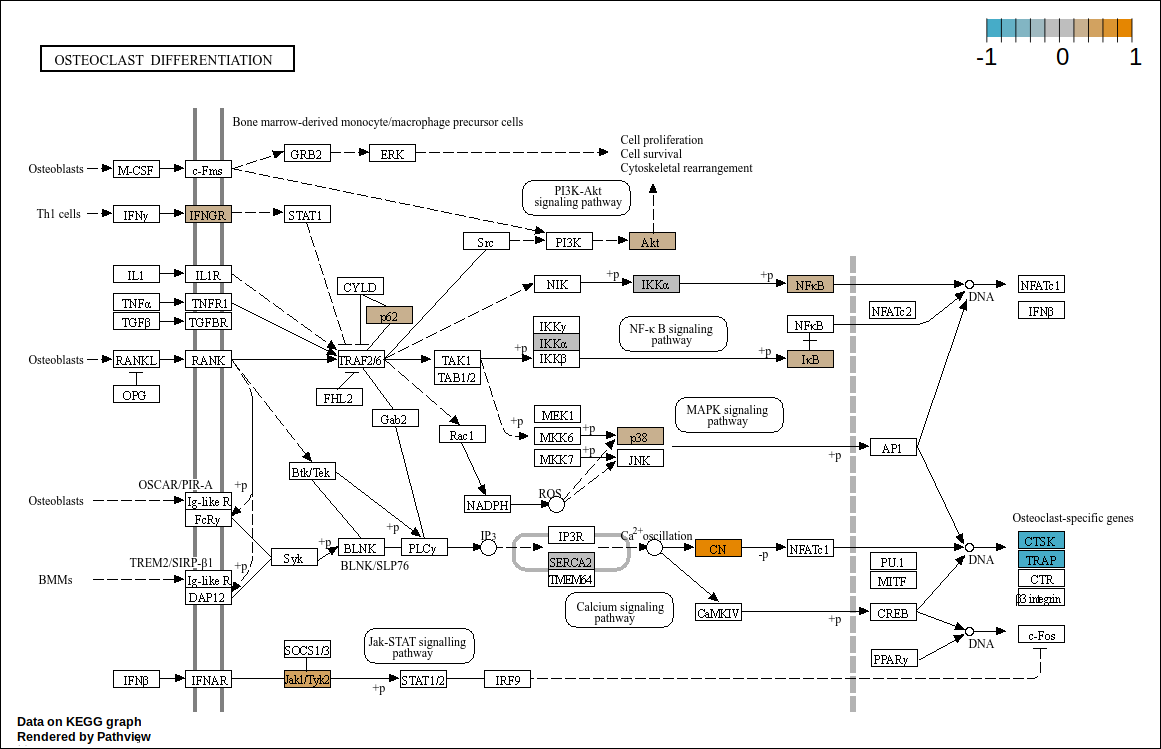 -1 0 1
OSTEOCLAST DIFFERENTIATION
Bone marrow-derived monocyte/macrophage precursor cells
Osteoblasts
M-CSF
c-Fms
GRB2
ERK
Cell proliferation
Cell survival
Cytoskeletal rearrangement
PI3K-Akt
signaling pathway
Th1 cells
IFNγ
IFNGR
STAT1
Src
PI3K
Akt
IL1
IL1R
CYLD
NIK
+p
IKKα
+p
NFκB
NFATc1
DNA
TNFα
TNFR1
p62
NFATc2
IFNβ
TGFβ
TGFBR
IKKγ
IKKα
IKKβ
NF-κ B signaling
pathway
NFκB
+p
+p
IκB
Osteoblasts
RANKL
RANK
TRAF2/6
TAK1
TAB1/2
OPG
FHL2
Gab2
Rac1
MEK1
+p
MKK6
+p
p38
MAPK signaling
pathway
MKK7
+p
JNK
+p
AP1
Btk/Tek
OSCAR/PIR-A
+p
Osteoblasts
Ig-like R
FcRγ
NADPH
ROS
Osteoclast-specific genes
+p
IP3
IP3R
Ca2+ oscillation
Syk
+p
BLNK
PLCγ
SERCA2
TMEM64
CN
-p
NFATc1
DNA
CTSK
TRAP
CTR
β3 integrin
PU.1
MITF
TREM2/SIRP-β1
+p
BLNK/SLP76
BMMs
Ig-like R
DAP12
Calcium signaling
pathway
CaMKIV
+p
CREB
DNA
c-Fos
Jak-STAT signalling
pathway
SOCS1/3
PPARγ
IFNβ
IFNAR
Jak1/Tyk2
+p
STAT1/2
IRF9
Data on KEGG graph
Rendered by Pathview